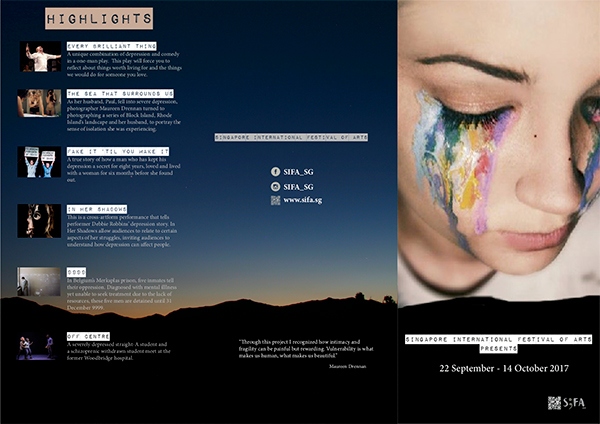 HIGHLIGHTS
EVERY BRILLIANT THING
A unique combination of depression and comedy
in a one man play. This play will force you to
reflect about things worth living for and the things
we would do for someone you love.
THE SEA THAT SURROUNDS US
As her husband, Paul, fell into severe depression,
photographer Maureen Drennan turned to
photographing a series of Block Island, Rhode
Island's landscape and her husband, to portray the
sense of isolation she was experiencing.
FAKE IT 'TIL YOU MAKE IT
A true story of how a man who has kept his
depression a secret for eight years, loved and lived
with a woman for six months before she found
out.
IN HER SHADOWS
This is a cross-artform performance that tells
performer Debbie Robbins' depression story. In
Her Shadows allow audiences to relate to certain
aspects of her struggles, inviting audiences to
understand how depression can affect people.
9999
In Belgium's Merksplas prison, five inmates tell
their oppression. Diagnosed with mental illness
yet unable to seek treatment due to the lack of
resources, these five men are detained until 31
December 9999.
OFF CENTRE
A severely depressed straight-A student and
a schizophrenic withdrawn student meet at the
former Woodbridge hospital.
SINGAPORE INTERNATIONAL FESTIVAL OF ARTS
SIFA_SG
SIFA_SG
www.sifa.sg
"Through this project I recognized how intimacy and
fragility can be painful but rewarding. Vulnerability is what
makes us human, what makes us beautiful."
Maureen Drennan
SINGAPORE INTERNATIONAL FESTIVAL OF ARTS
PRESENTS
22 September - 14 October 2017
SIFA